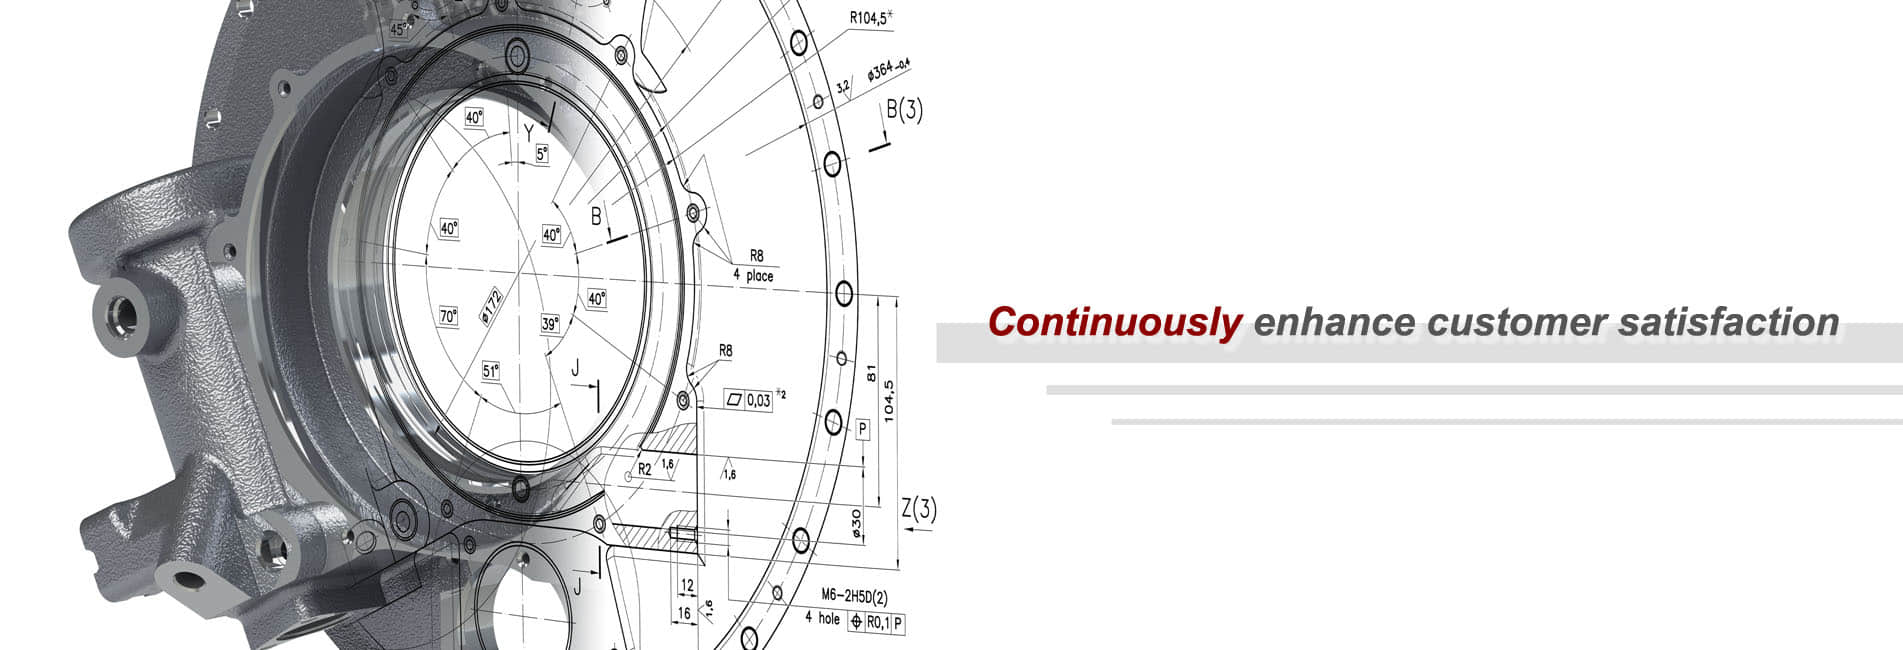 R104,5*
45°
ø364-0,4
3,2
B(3)
40°
Y
5°
B
40°
40°
R8
4 place
ø172
40°
70°
39°
R8
51°
J
81
104,5
0,03 *2
P
R2
1,6
1,6
ø30
Z(3)
J
12
16
1,6
M6-2H5D(2)
4 hole
R0,1 P
Continuously enhance customer satisfaction